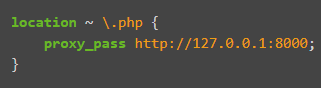 location ~ \.php {
    proxy_pass http://127.0.0.1:8000;
}